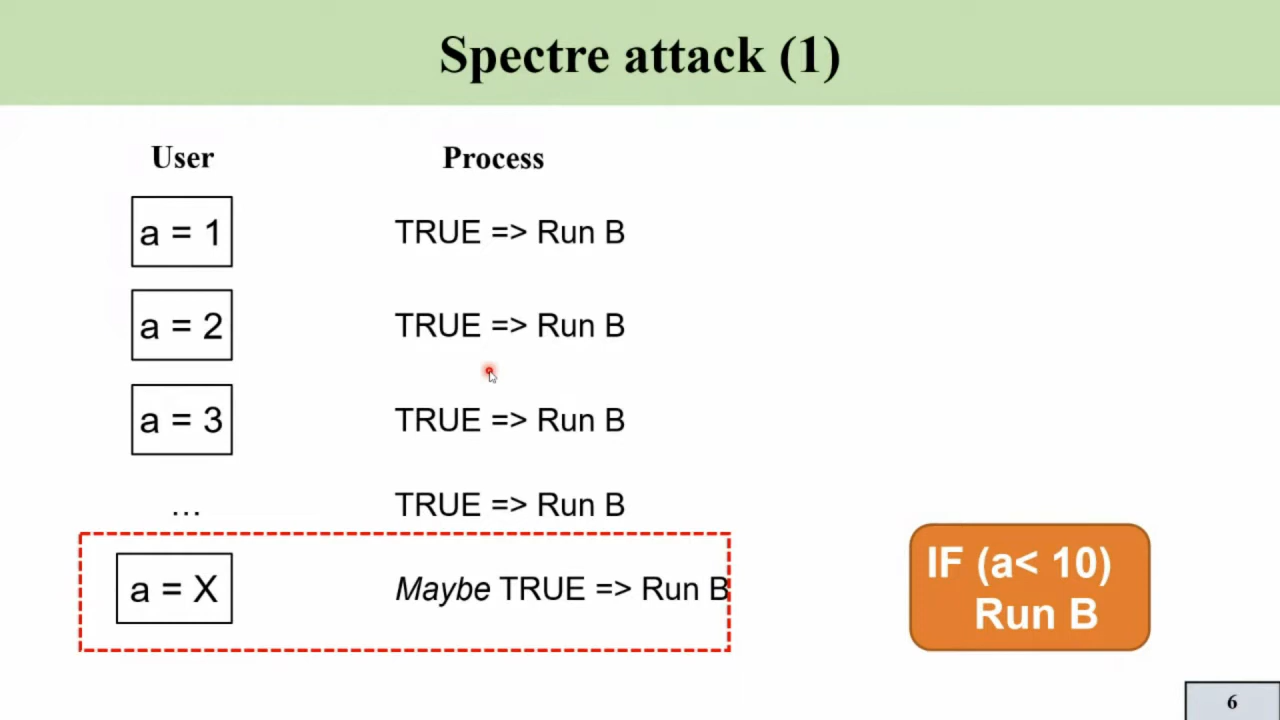 Spectre attack (1)
User Process
a = 1 TRUE => Run B
a = 2 TRUE => Run B
a = 3 TRUE => Run B
... TRUE => Run B
a = X Maybe TRUE => Run B
IF (a< 10)
Run B
6